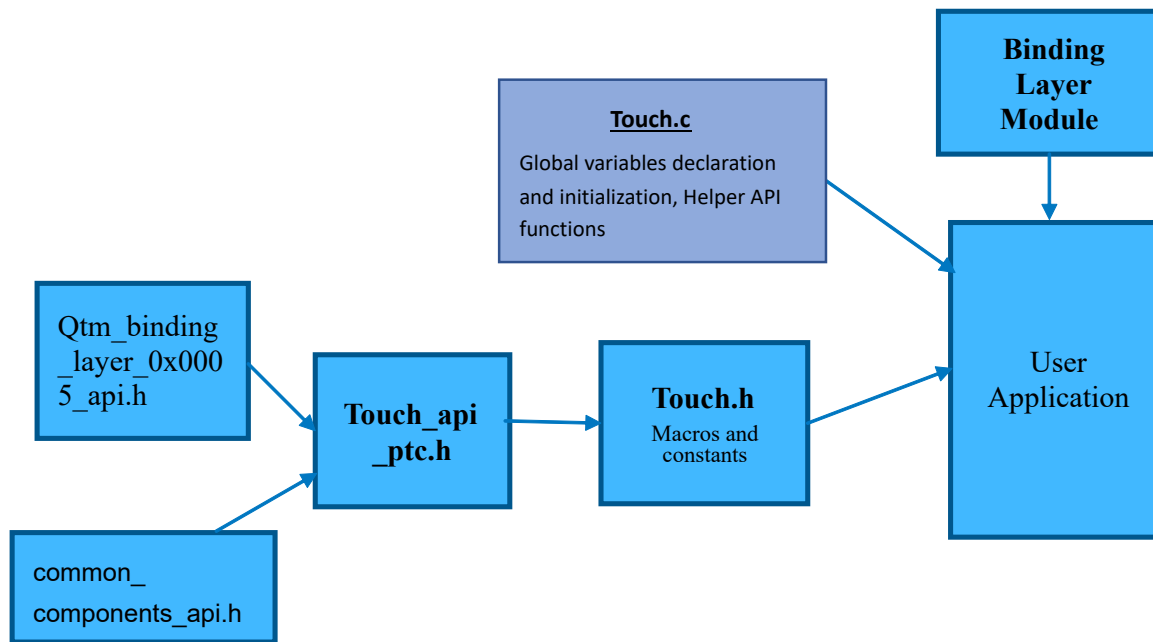 Binding
Layer
Module
Touch.c
Global variables declaration
and initialization, Helper API
functions
Qtm_binding
_layer_0x000
5_api.h
Touch_api
_ptc.h
Touch.h
Macros and
constants
User
Application
common_
components_api.h